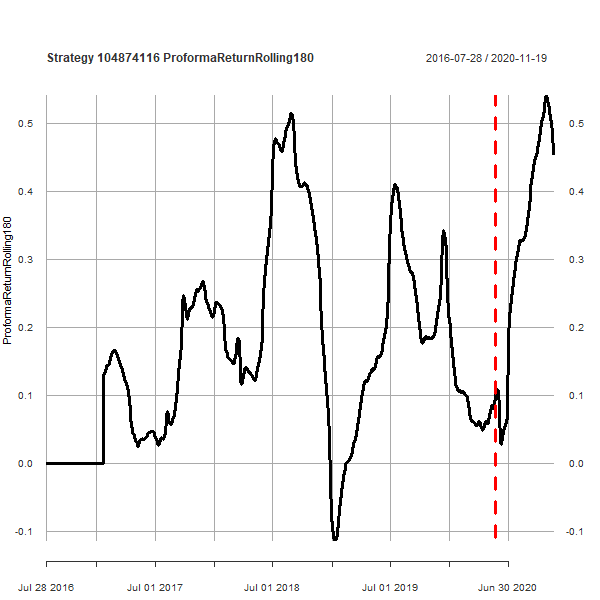 Strategy 104874116 ProformaReturnRolling180
2016-07-28 / 2020-11-19
0.5
0.5
0.4
0.4
0.3
0.3
ProformaReturnRolling180
0.2
0.2
0.1
0.1
0.0
0.0
-0.1
-0.1
Jul 28 2016
Jul 01 2017
Jul 01 2018
Jul 01 2019
Jun 30 2020